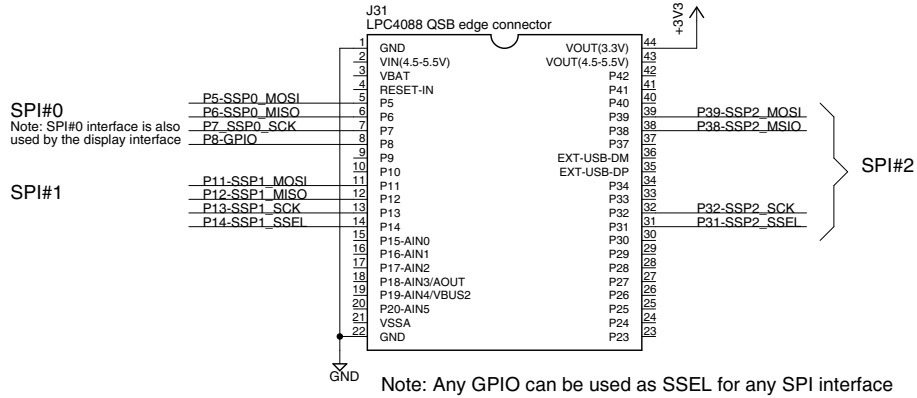 J31
LPC4088 QSB edge connector
+3V3
1 GND
2 VIN(4.5-5.5V)
3 VBAT
4 RESET-IN
5 P5
6 P6
7 P7
8 P8
9 P9
10 P10
11 P11
12 P12
13 P13
14 P14
15 P15-AIN0
16 P16-AIN1
17 P17-AIN2
18 P18-AIN3/AOUT
19 P19-AIN4/VBUS2
20 P20-AIN5
21 VSSA
22 GND
VOUT(3.3V) 44
VOUT(4.5-5.5V) 43
P42 42
P41 41
P40 40
P39 39
P38 38
P37 37
EXT-USB-DM 36
EXT-USB-DP 35
P34 34
P33 33
P32 32
P31 31
P30 30
P29 29
P28 28
P27 27
P26 26
P25 25
P24 24
P23 23
SPI#0
Note: SPI#0 interface is also
used by the display interface
P5-SSP0_MOSI
P6-SSP0_MISO
P7_SSP0_SCK
P8-GPIO
SPI#1
P11-SSP1_MOSI
P12-SSP1_MISO
P13-SSP1_SCK
P14-SSP1_SSEL
P39-SSP2_MOSI
P38-SSP2_MSIO
SPI#2
P32-SSP2_SCK
P31-SSP2_SSEL
GND
Note: Any GPIO can be used as SSEL for any SPI interface